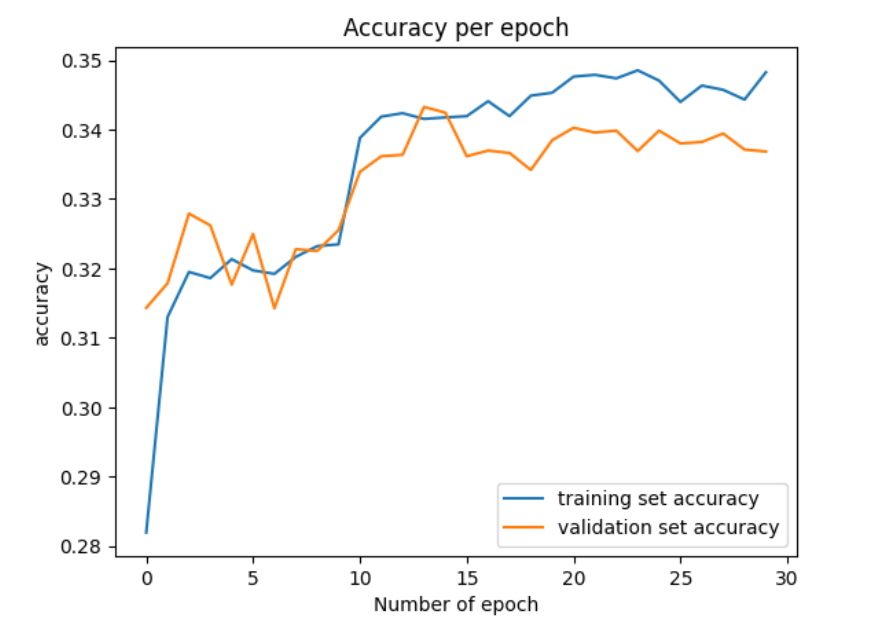 Accuracy per epoch
accuracy
0.35
0.34
0.33
0.32
0.31
0.30
0.29
0.28
training set accuracy
validation set accuracy
0 5 10 15 20 25 30
Number of epoch